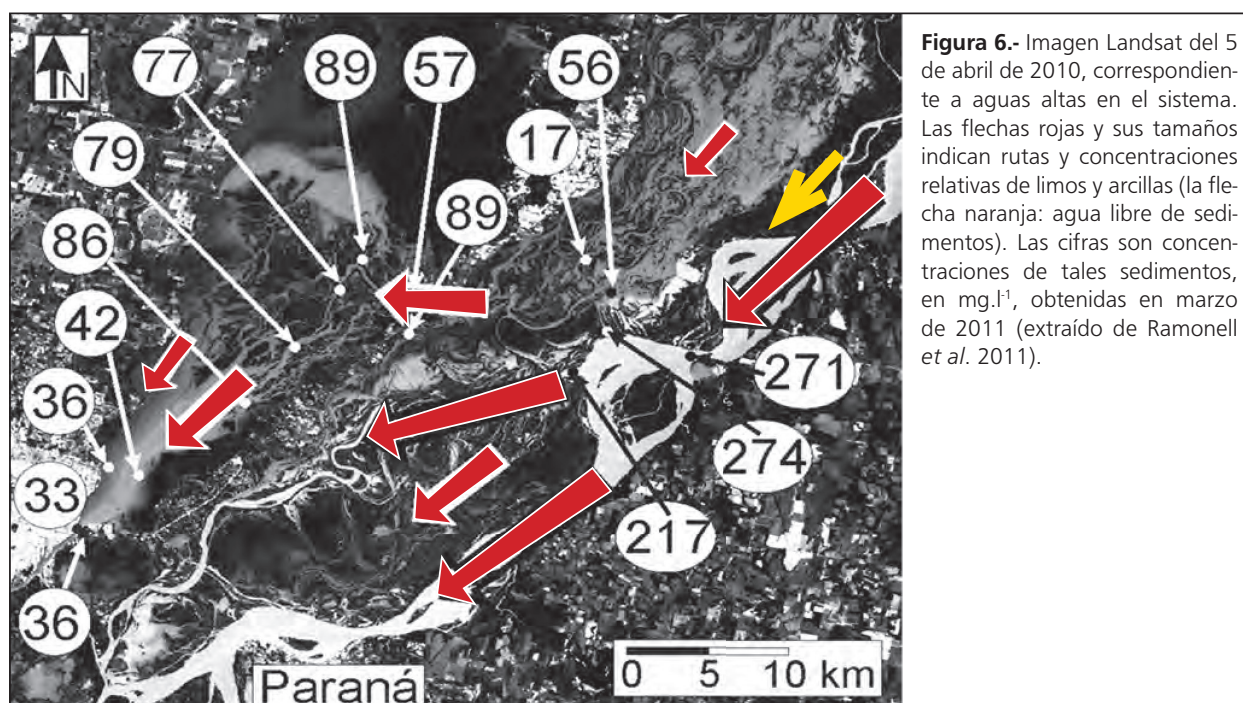 N
77
89
57
56
17
79
89
86
42
36
33
36
271
274
217
Paraná
0 5 10 km
Figura 6.- Imagen Landsat del 5
de abril de 2010, correspondien-
te a aguas altas en el sistema.
Las flechas rojas y sus tamaños
indican rutas y concentraciones
relativas de limos y arcillas (la fle-
cha naranja: agua libre de sedi-
mentos). Las cifras son concen-
traciones de tales sedimentos,
en mg.l-1, obtenidas en marzo
de 2011 (extraído de Ramonell
et al. 2011).